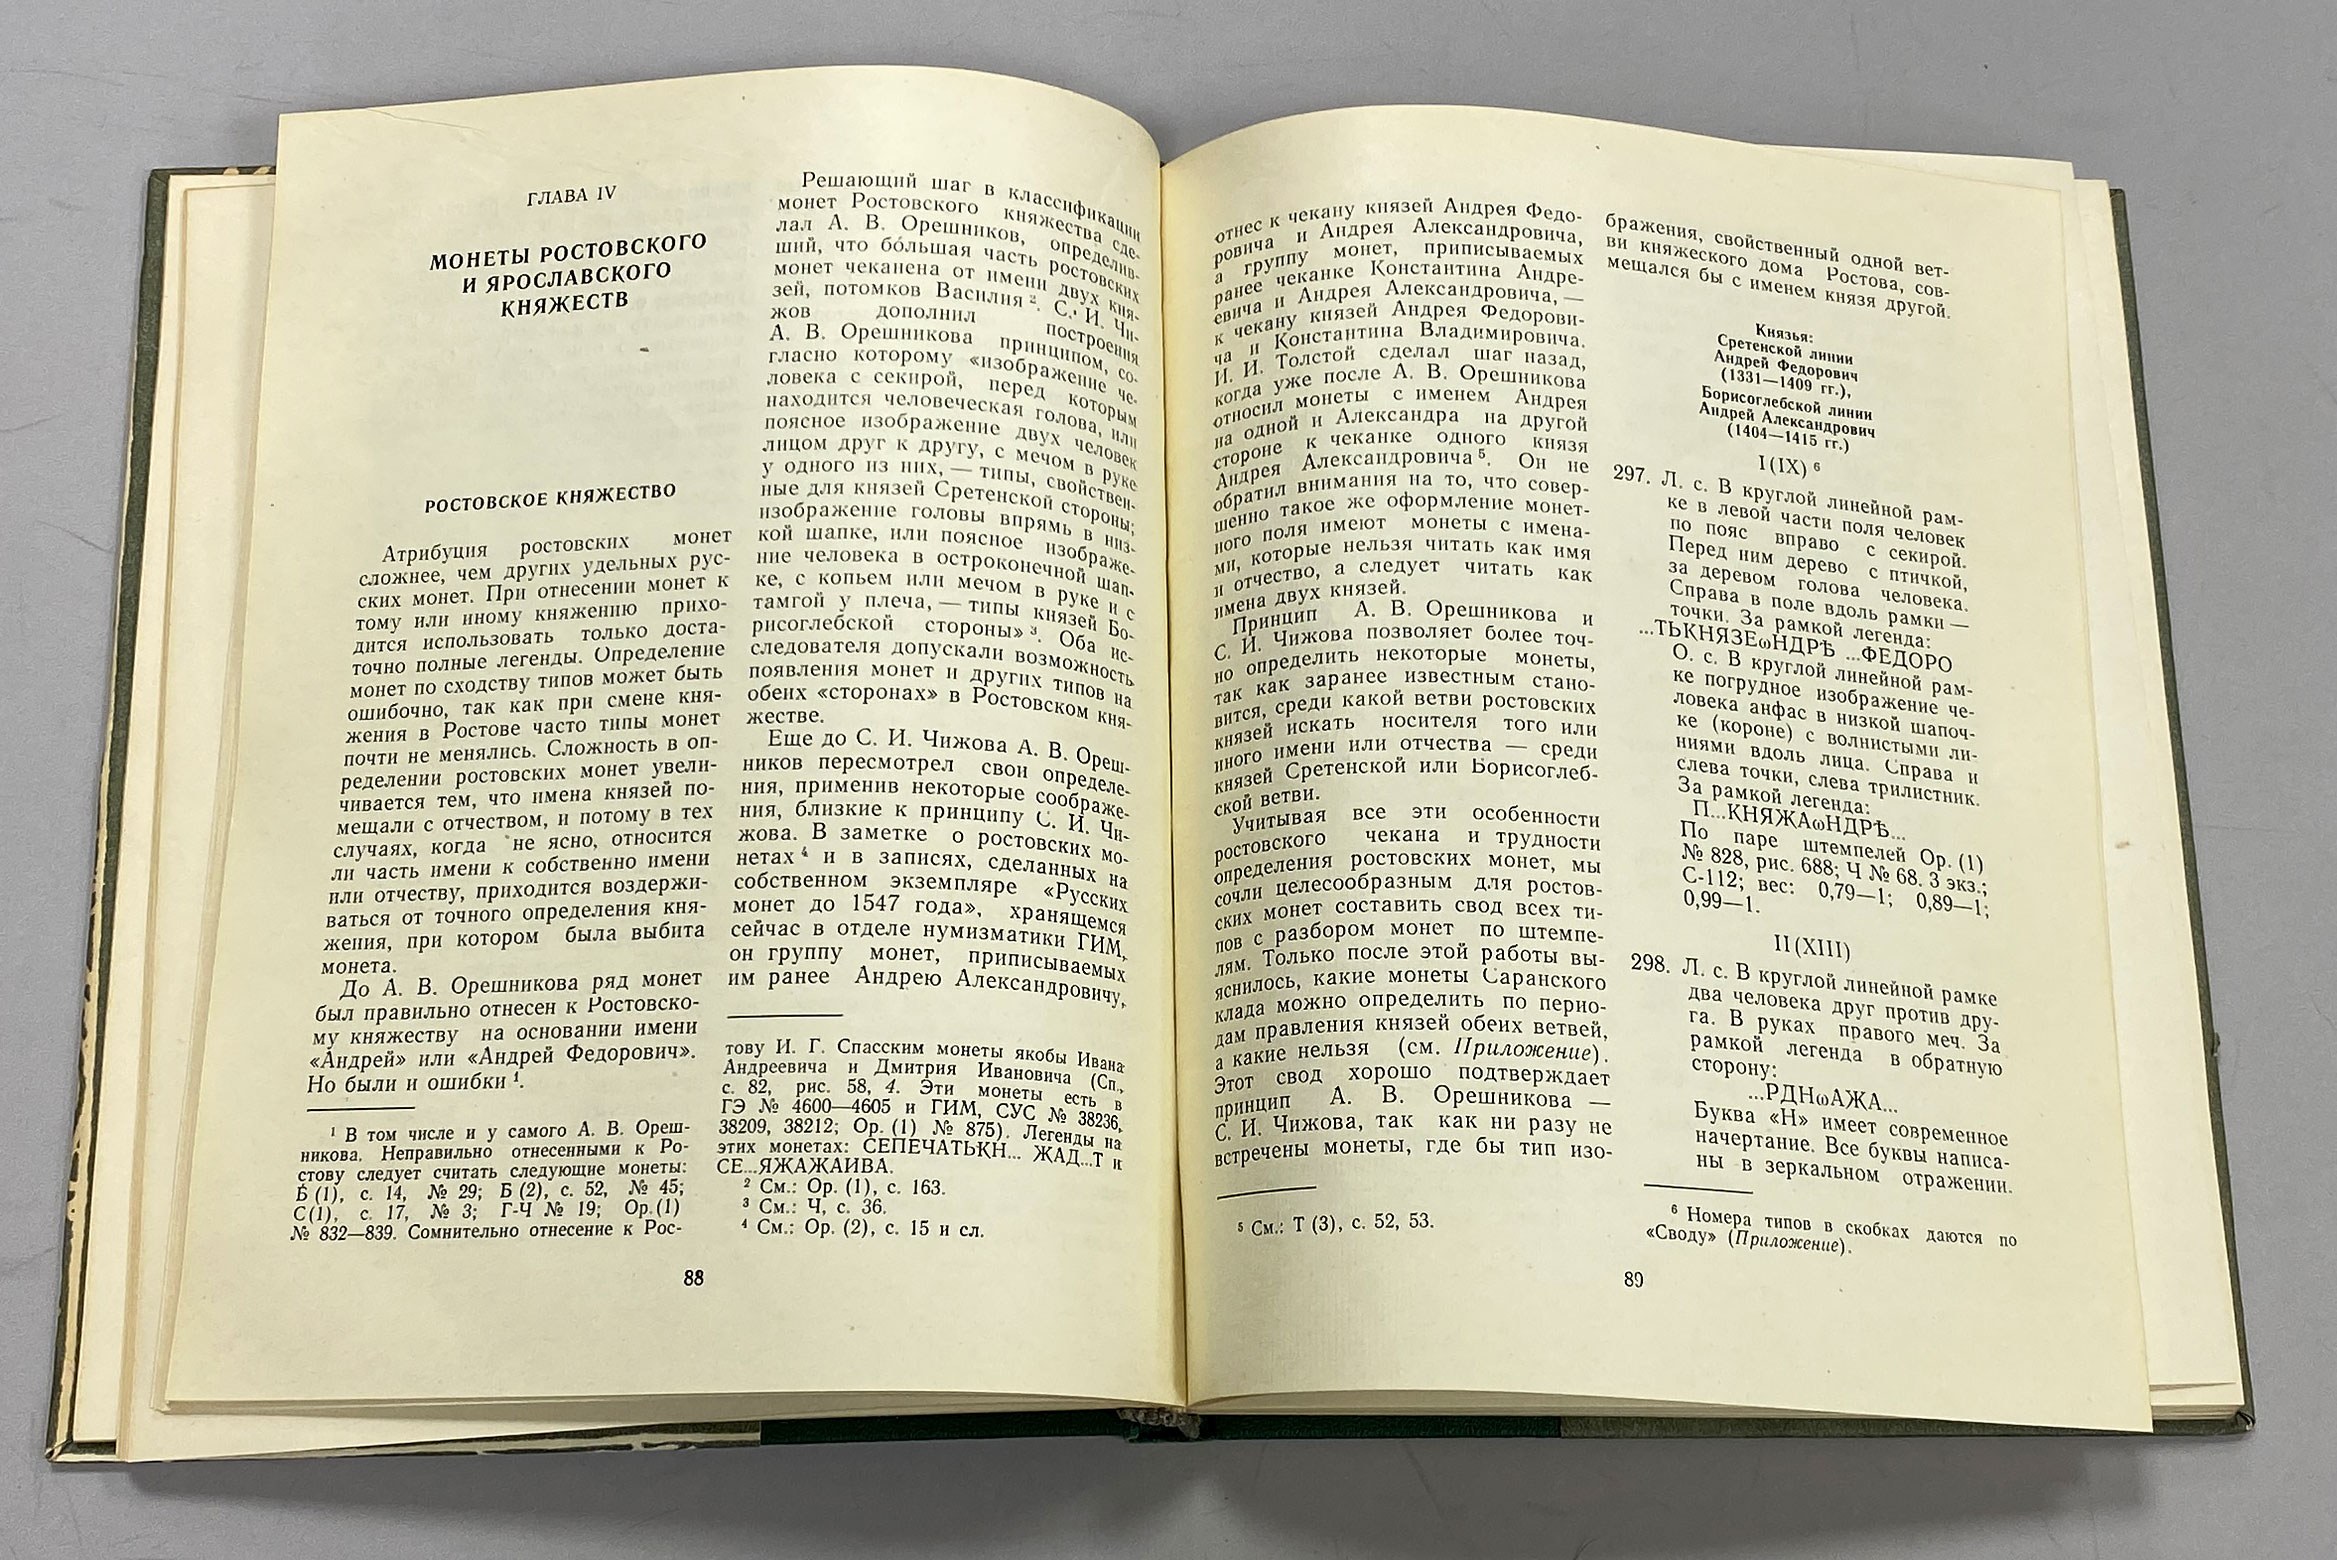 ГЛАВА IV
МОНЕТЫ РОСТОВСКОГО
И ЯРОСЛАВСКОГО
КНЯЖЕСТВ
РОСТОВСКОЕ КНЯЖЕСТВО
Атрибуция ростовских монет
сложнее, чем других удельных рус-
ских монет. При отнесении монет к
тому или иному княжению прихо-
дится использовать только доста-
точно полные легенды. Определение
монет по сходству типов может быть
ошибочно, так как при смене кня-
жения в Ростове часто типы монет
почти не менялись. Сложность в оп-
ределении ростовских монет увели-
чивается тем, что имена князей по-
мещали с отчеством, и потому в тех
случаях, когда не ясно, относится
ли часть имени к собственно имени
или отчеству, приходится воздержи-
ваться от точного определения кня-
жения, при котором была выбита
монета.
До А. В. Орешникова ряд монет
был правильно отнесен к Ростовско-
му княжеству на основании имени
«Андрей» или «Андрей Федорович».
Но были и ошибки ¹.
¹ В том числе и у самого А. В. Ореш-
никова. Неправильно отнесенными к Ро-
стову следует считать следующие монеты:
Б (1), с. 14, № 29; Б (2), с. 52, № 45;
С(1), с. 17, № 3; Г-Ч № 19; Ор.(1)
№ 832—839. Сомнительно отнесение к Рос-
Решающий шаг в классификации
монет Ростовского княжества сде-
лал А. В. Орешников, определив-
ший, что бо́льшая часть ростовских
монет чеканена от имени двух кня-
зей, потомков Василия ². С. И. Чи-
жов дополнил построения
А. В. Орешникова принципом, со-
гласно которому «изображение че-
ловека с секирой, перед которым
находится человеческая голова, или
поясное изображение двух человек
лицом друг к другу, с мечом в руке
у одного из них, — типы, свойствен-
ные для князей Сретенской стороны;
изображение головы впрямь в низ-
кой шапке, или поясное изображе-
ние человека в остроконечной шап-
ке, с копьем или мечом в руке и с
тамгой у плеча, — типы князей Бо-
рисоглебской стороны» ³. Оба ис-
следователя допускали возможность
появления монет и других типов на
обеих «сторонах» в Ростовском кня-
жестве.
Еще до С. И. Чижова А. В. Ореш-
ников пересмотрел свои определе-
ния, применив некоторые соображе-
ния, близкие к принципу С. И. Чи-
жова. В заметке о ростовских мо-
нетах ⁴ и в записях, сделанных на
собственном экземпляре «Русских
монет до 1547 года», хранящемся
сейчас в отделе нумизматики ГИМ,
он группу монет, приписываемых
им ранее Андрею Александровичу,
тову И. Г. Спасским монеты якобы Ивана
Андреевича и Дмитрия Ивановича (Сп.,
с. 82, рис. 58, 4. Эти монеты есть в
ГЭ № 4600—4605 и ГИМ, СУС № 38236,
38209, 38212; Ор. (1) № 875). Легенды на
этих монетах: СЕПЕЧАТЬКН... ЖАД...Т и
СЕ...ЯЖАЖАИВА.
² См.: Ор. (1), с. 163.
³ См.: Ч, с. 36.
⁴ См.: Ор. (2), с. 15 и сл.
88
отнес к чекану князей Андрея Федо-
ровича и Андрея Александровича,
а группу монет, приписываемых
ранее чеканке Константина Андре-
евича и Андрея Александровича, —
к чекану князей Андрея Федорови-
ча и Константина Владимировича.
И. И. Толстой сделал шаг назад,
когда уже после А. В. Орешникова
относил монеты с именем Андрея
на одной и Александра на другой
стороне к чеканке одного князя
Андрея Александровича ⁵. Он не
обратил внимания на то, что совер-
шенно такое же оформление монет-
ного поля имеют монеты с имена-
ми, которые нельзя читать как имя
и отчество, а следует читать как
имена двух князей.
Принцип А. В. Орешникова и
С. И. Чижова позволяет более точ-
но определить некоторые монеты,
так как заранее известным стано-
вится, среди какой ветви ростовских
князей искать носителя того или
иного имени или отчества — среди
князей Сретенской или Борисоглеб-
ской ветви.
Учитывая все эти особенности
ростовского чекана и трудности
определения ростовских монет, мы
сочли целесообразным для ростов-
ских монет составить свод всех ти-
пов с разбором монет по штемпе-
лям. Только после этой работы вы-
яснилось, какие монеты Саранского
клада можно определить по перио-
дам правления князей обеих ветвей,
а какие нельзя (см. Приложение).
Этот свод хорошо подтверждает
принцип А. В. Орешникова —
С. И. Чижова, так как ни разу не
встречены монеты, где бы тип изо-
⁵ См.: Т (3), с. 52, 53.
бражения, свойственный одной вет-
ви княжеского дома Ростова, сов-
мещался бы с именем князя другой.
Князья:
Сретенской линии
Андрей Федорович
(1331—1409 гг.),
Борисоглебской линии
Андрей Александрович
(1404—1415 гг.)
I (IX) ⁶
297. Л. с. В круглой линейной рам-
ке в левой части поля человек
по пояс вправо с секирой.
Перед ним дерево с птичкой,
за деревом голова человека.
Справа в поле вдоль рамки —
точки. За рамкой легенда:
...ТЬКНЯЗЕѡНДРѢ ...ФЕДОРО
О. с. В круглой линейной рам-
ке погрудное изображение че-
ловека анфас в низкой шапоч-
ке (короне) с волнистыми ли-
ниями вдоль лица. Справа и
слева точки, слева трилистник.
За рамкой легенда:
П...КНЯЖАѡНДРѢ...
По паре штемпелей Ор. (1)
№ 828, рис. 688; Ч № 68. 3 экз.;
С-112; вес: 0,79—1; 0,89—1;
0,99—1.
II (XIII)
298. Л. с. В круглой линейной рамке
два человека друг против дру-
га. В руках правого меч. За
рамкой легенда в обратную
сторону:
...РДНѡАЖА...
Буква «Н» имеет современное
начертание. Все буквы написа-
ны в зеркальном отражении.
⁶ Номера типов в скобках даются по
«Своду» (Приложение).
89